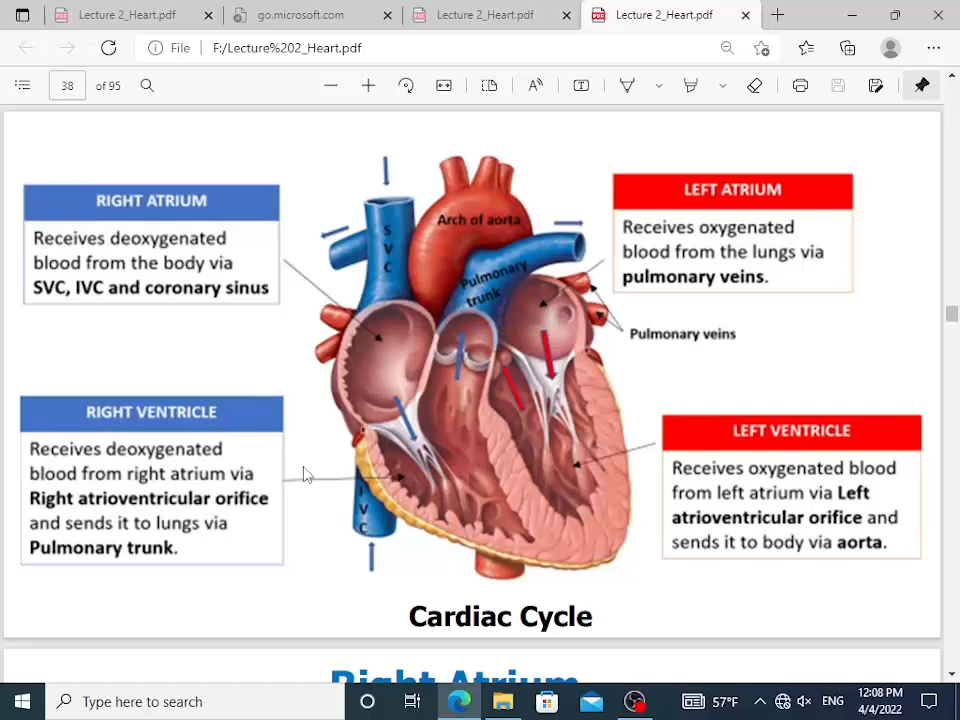 Lecture 2_Heart.pdf
go.microsoft.com
Lecture 2_Heart.pdf
Lecture 2_Heart.pdf
File
F:/Lecture%202_Heart.pdf
38
of 95
RIGHT ATRIUM
Receives deoxygenated
blood from the body via
SVC, IVC and coronary sinus
LEFT ATRIUM
Receives oxygenated
blood from the lungs via
pulmonary veins.
Arch of aorta
SVC
Pulmonary
trunk
Pulmonary veins
RIGHT VENTRICLE
Receives deoxygenated
blood from right atrium via
Right atrioventricular orifice
and sends it to lungs via
Pulmonary trunk.
LEFT VENTRICLE
Receives oxygenated blood
from left atrium via Left
atrioventricular orifice and
sends it to body via aorta.
IVC
Cardiac Cycle
Right Atrium
Type here to search
57°F
ENG
12:08 PM
4/4/2022